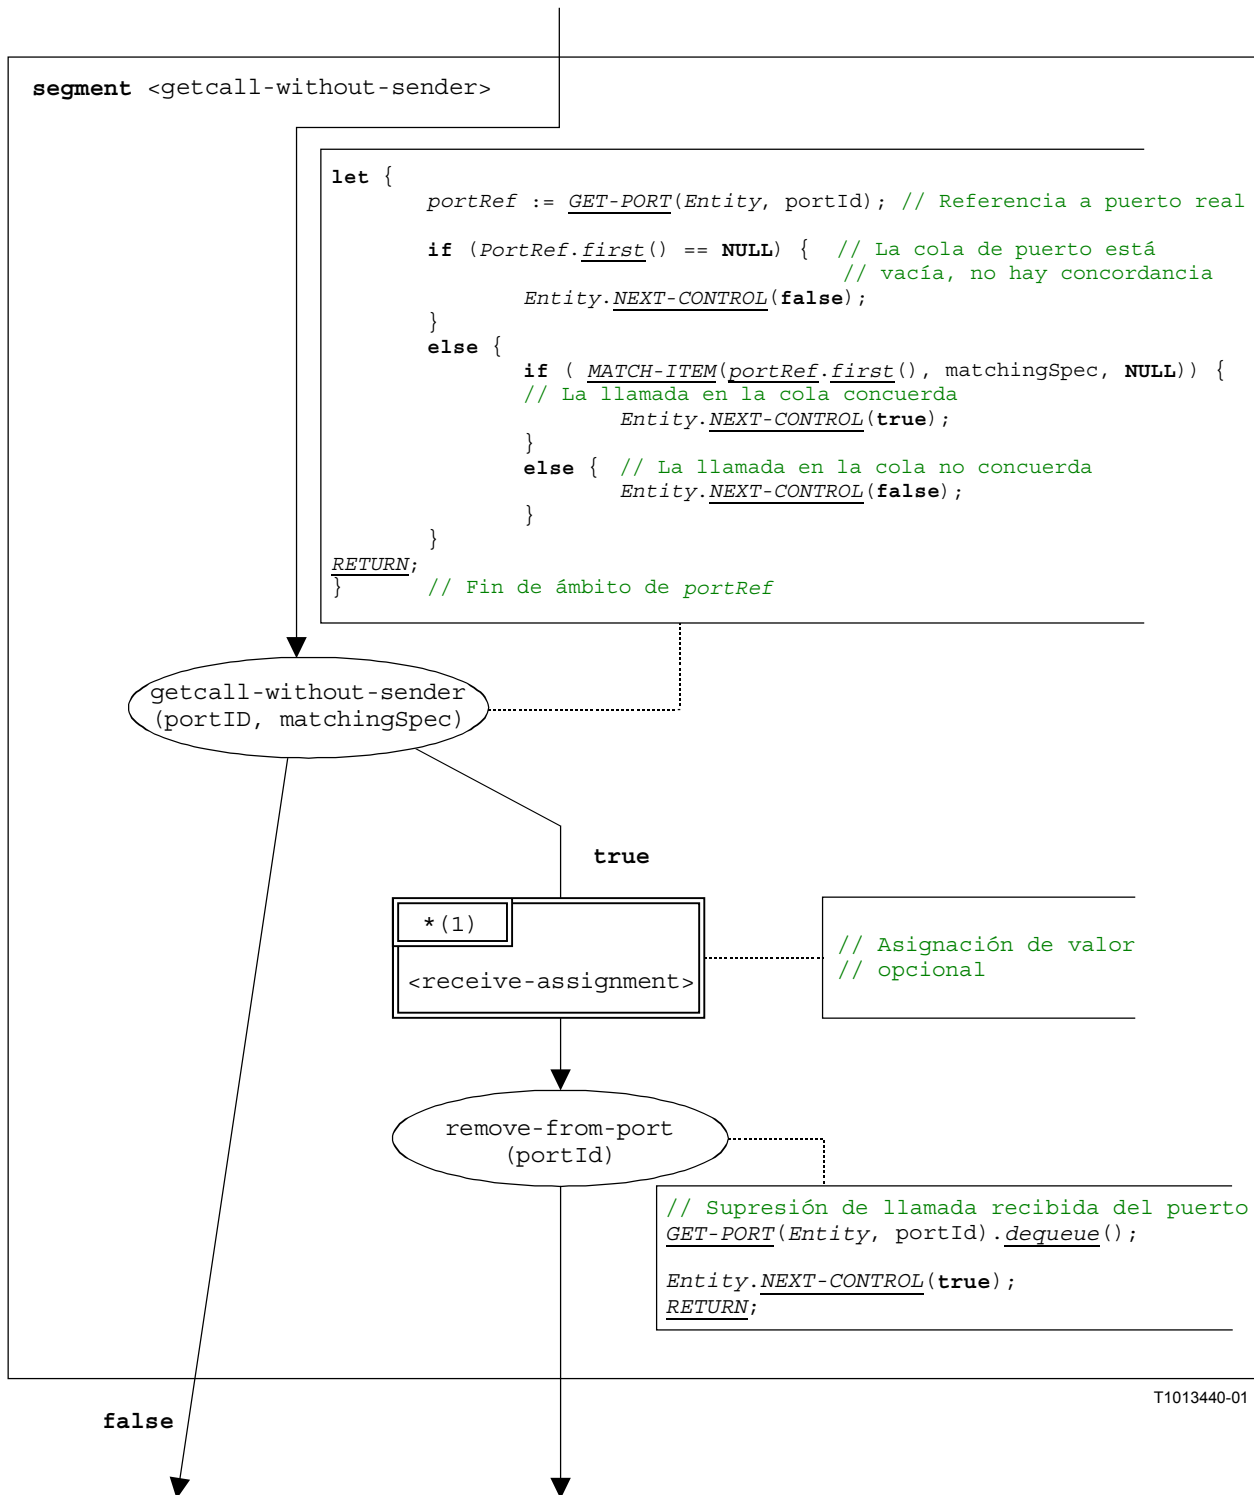 segment <getcall-without-sender>
let {
portRef := GET-PORT(Entity, portId); // Referencia a puerto real
if (PortRef.first() == NULL) { // La cola de puerto está
// vacía, no hay concordancia
Entity.NEXT-CONTROL(false);
}
else {
if ( MATCH-ITEM(portRef.first(), matchingSpec, NULL)) {
// La llamada en la cola concuerda
Entity.NEXT-CONTROL(true);
}
else { // La llamada en la cola no concuerda
Entity.NEXT-CONTROL(false);
}
}
RETURN;
} // Fin de ámbito de portRef
getcall-without-sender
(portID, matchingSpec)
true
*(1)
<receive-assignment>
// Asignación de valor
// opcional
remove-from-port
(portId)
// Supresión de llamada recibida del puerto
GET-PORT(Entity, portId).dequeue();
Entity.NEXT-CONTROL(true);
RETURN;
T1013440-01
false